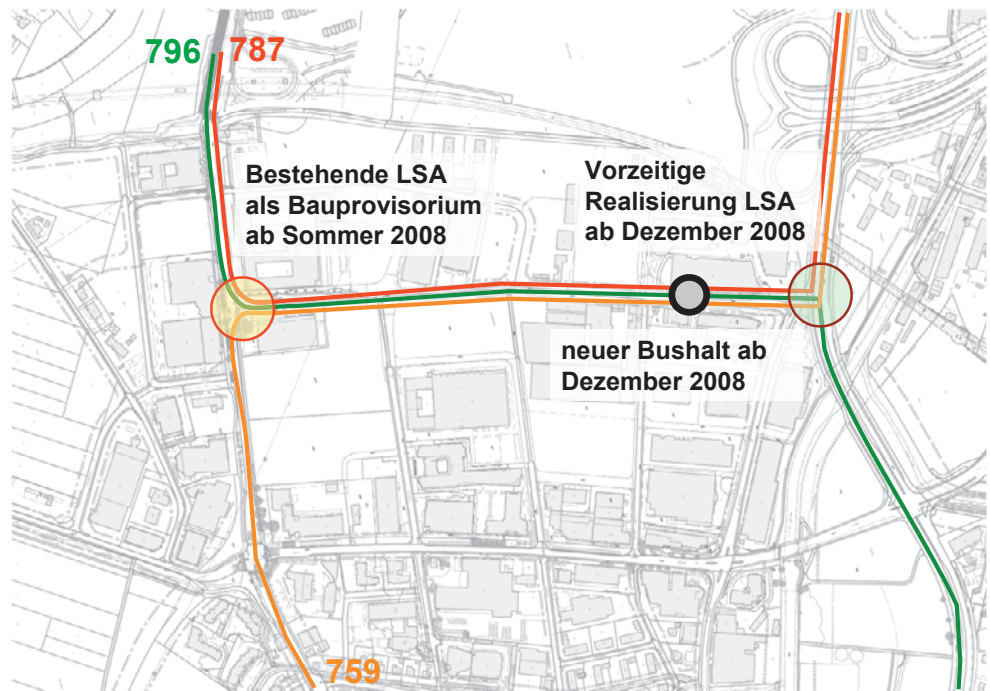 796 787
Bestehende LSA
als Bauprovisorium
ab Sommer 2008
Vorzeitige
Realisierung LSA
ab Dezember 2008
neuer Bushalt ab
Dezember 2008
759